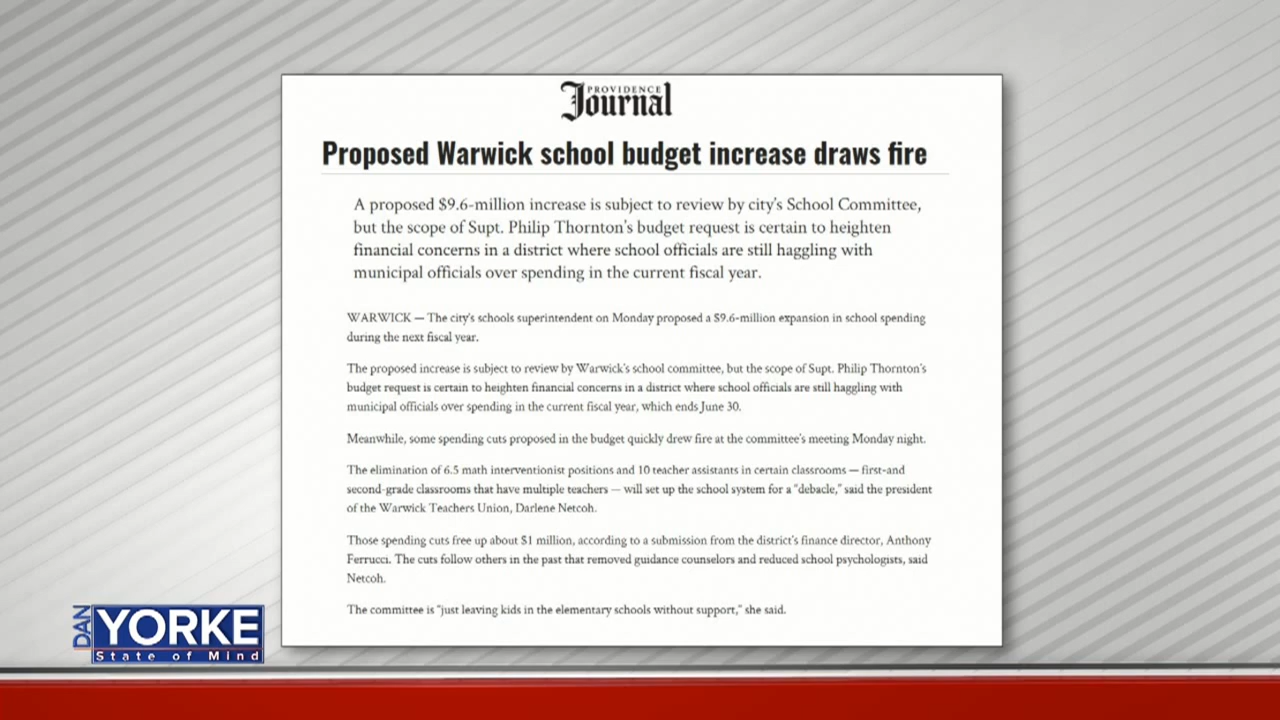 PROVIDENCE
Journal
Proposed Warwick school budget increase draws fire
A proposed $9.6-million increase is subject to review by city's School Committee,
but the scope of Supt. Philip Thornton's budget request is certain to heighten
financial concerns in a district where school officials are still haggling with
municipal officials over spending in the current fiscal year.
WARWICK — The city's schools superintendent on Monday proposed a $9.6-million expansion in school spending
during the next fiscal year.
The proposed increase is subject to review by Warwick's school committee, but the scope of Supt. Philip Thornton's
budget request is certain to heighten financial concerns in a district where school officials are still haggling with
municipal officials over spending in the current fiscal year, which ends June 30.
Meanwhile, some spending cuts proposed in the budget quickly drew fire at the committee's meeting Monday night.
The elimination of 6.5 math interventionist positions and 10 teacher assistants in certain classrooms — first-and
second-grade classrooms that have multiple teachers — will set up the school system for a "debacle," said the president
of the Warwick Teachers Union, Darlene Netcoh.
Those spending cuts free up about $1 million, according to a submission from the district's finance director, Anthony
Ferrucci. The cuts follow others in the past that removed guidance counselors and reduced school psychologists, said
Netcoh.
The committee is "just leaving kids in the elementary schools without support," she said.
DAN
YORKE
State of Mind